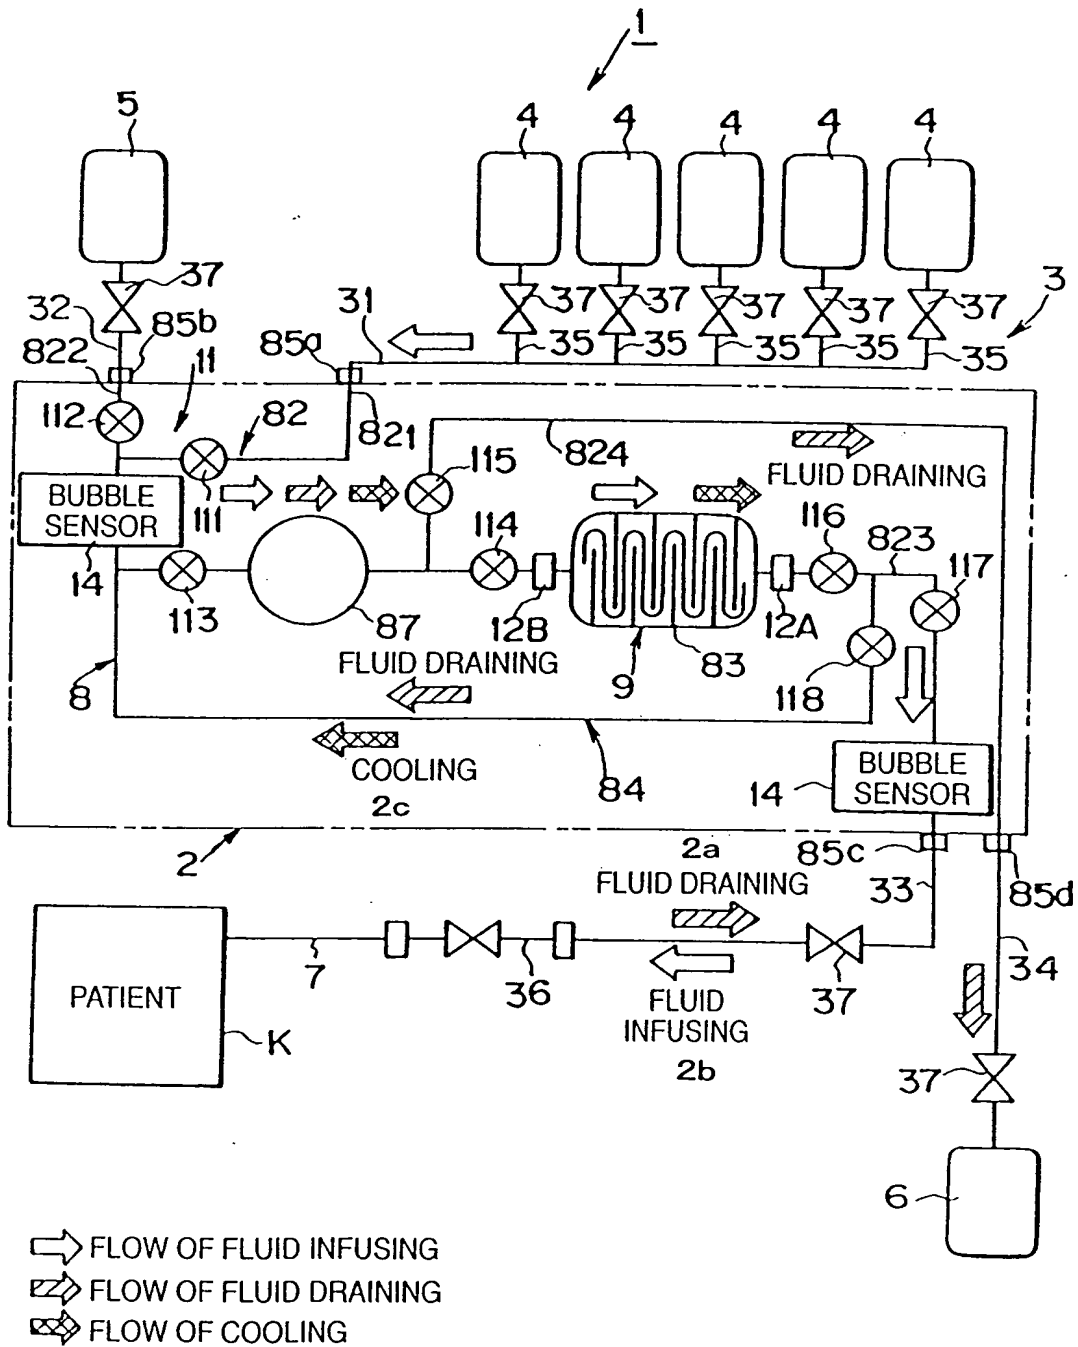 1
5
4 4 4 4 4
37
37 37 37 37 37
3
32
85b
31
85a
35 35 35 35 35
822
11
112
82
821
824
FLUID DRAINING
115
BUBBLE
SENSOR
111
14
114
116
823
117
113
87
12B
12A
FLUID DRAINING
9
83
118
8
COOLING
2c
84
14
BUBBLE
SENSOR
2
2a
FLUID DRAINING
85c
33
85d
7
36
37
34
PATIENT
K
FLUID
INFUSING
2b
37
6
FLOW OF FLUID INFUSING
FLOW OF FLUID DRAINING
FLOW OF COOLING